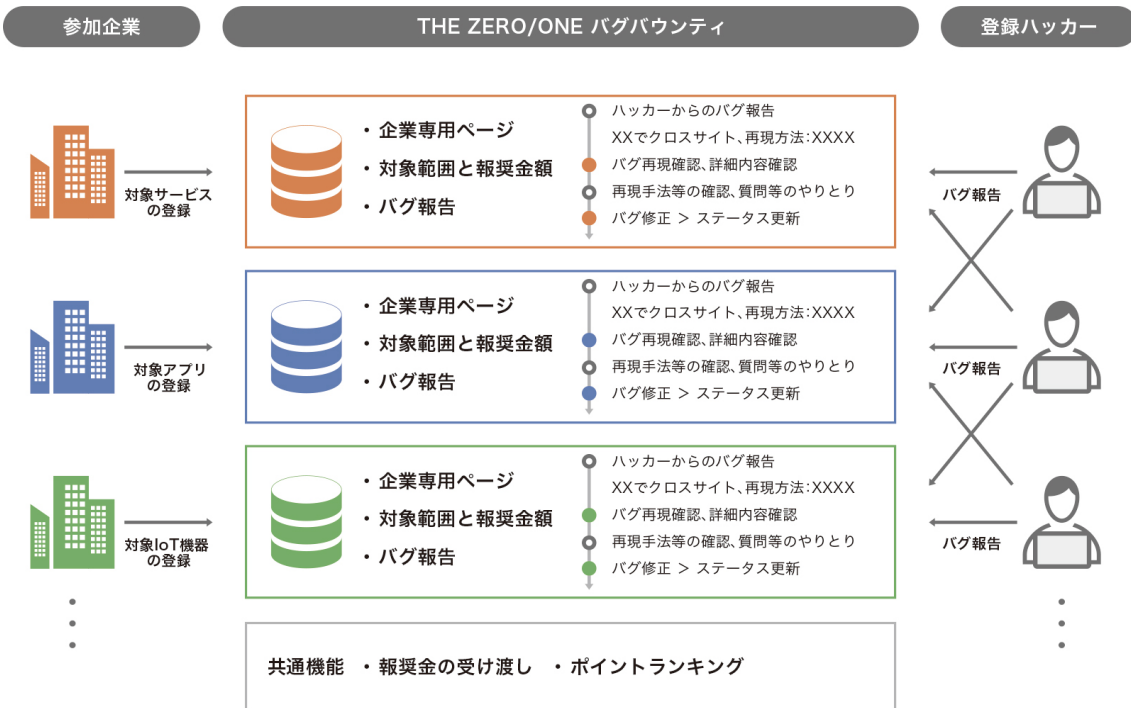 参加企業
THE ZERO/ONE バグバウンティ
登録ハッカー
対象サービス
の登録
・企業専用ページ
・対象範囲と報奨金額
・バグ報告
ハッカーからのバグ報告
XXでクロスサイト、再現方法:XXXX
バグ再現確認、詳細内容確認
再現手法等の確認、質問等のやりとり
バグ修正 > ステータス更新
バグ報告
対象アプリ
の登録
・企業専用ページ
・対象範囲と報奨金額
・バグ報告
ハッカーからのバグ報告
XXでクロスサイト、再現方法:XXXX
バグ再現確認、詳細内容確認
再現手法等の確認、質問等のやりとり
バグ修正 > ステータス更新
バグ報告
対象IoT機器
の登録
・企業専用ページ
・対象範囲と報奨金額
・バグ報告
ハッカーからのバグ報告
XXでクロスサイト、再現方法:XXXX
バグ再現確認、詳細内容確認
再現手法等の確認、質問等のやりとり
バグ修正 > ステータス更新
バグ報告
共通機能 ・報奨金の受け渡し ・ポイントランキング